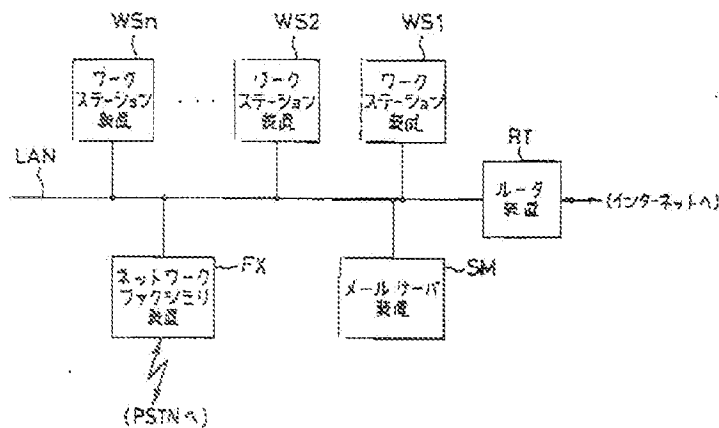 WSn
WS2
WS1
ワーク
ステーション
装置
...
ワーク
ステーション
装置
ワーク
ステーション
装置
LAN
RT
ルータ
装置
(インターネットへ)
ネットワーク
ファクシミリ
装置
FX
メールサーバ
装置
SM
(PSTNへ)